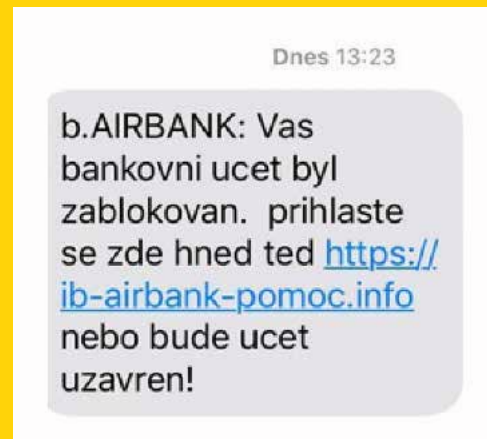 Dnes 13:23
b.AIRBANK: Vas
bankovni ucet byl
zablokovan.  prihlaste
se zde hned ted https://
ib-airbank-pomoc.info
nebo bude ucet
uzavren!